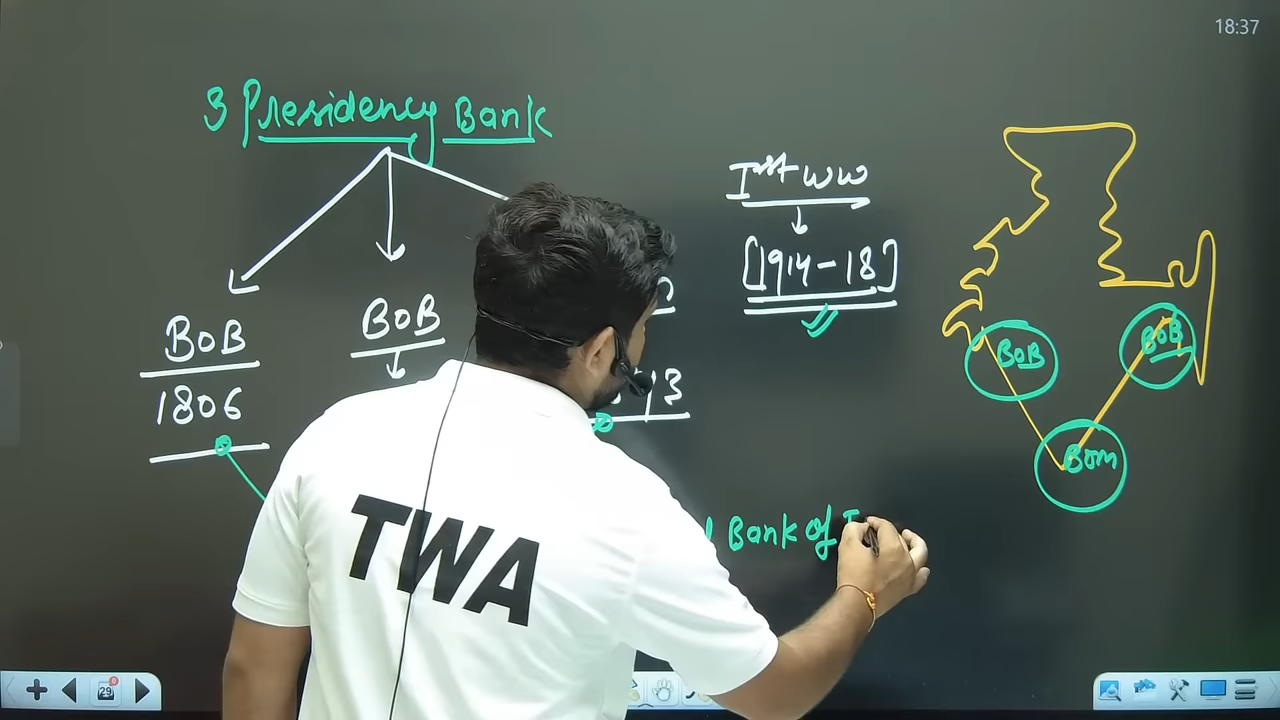 18:37
3 Presidency Bank
Ist WW
[1914-18]
BOB
BOB
1806
13
BOB
BOB
BOM
Bank of I
TWA
29